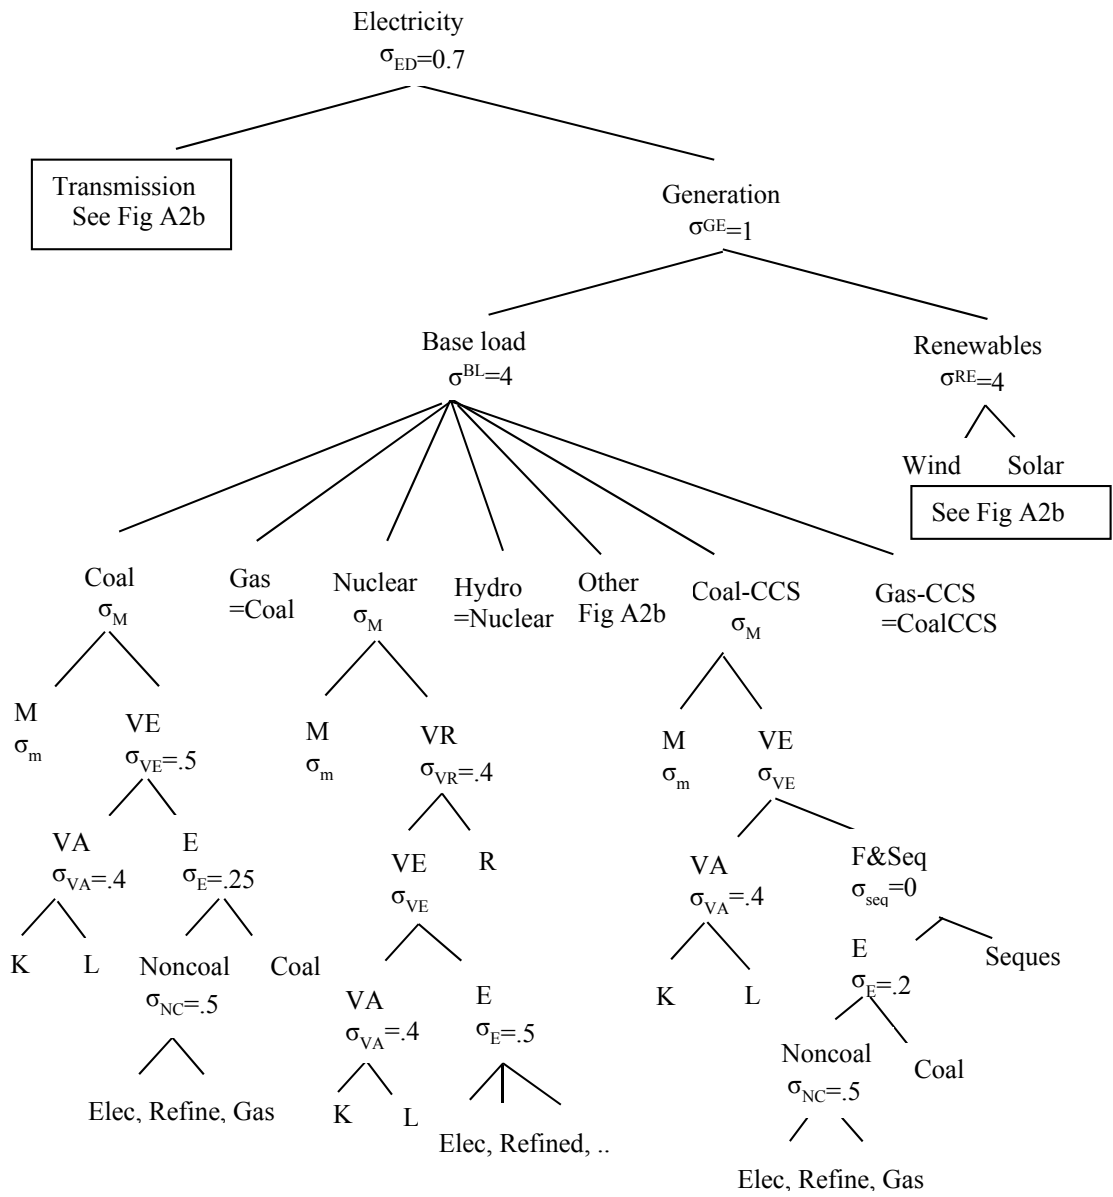 Electricity
σED=0.7
Transmission
See Fig A2b
Generation
σGE=1
Base load
σBL=4
Renewables
σRE=4
Wind Solar
See Fig A2b
Coal
σM
Gas
=Coal
Nuclear
σM
Hydro
=Nuclear
Other
Fig A2b
Coal-CCS
σM
Gas-CCS
=CoalCCS
M
σm
VE
σVE=.5
VA
σVA=.4
E
σE=.25
K L
Noncoal
σNC=.5
Coal
Elec, Refine, Gas
M
σm
VR
σVR=.4
VE
σVE
R
VA
σVA=.4
E
σE=.5
K L
Elec, Refined, ..
M
σm
VE
σVE
VA
σVA=.4
F&Seq
σseq=0
K L
E
σE=.2
Seques
Noncoal
σNC=.5
Coal
Elec, Refine, Gas